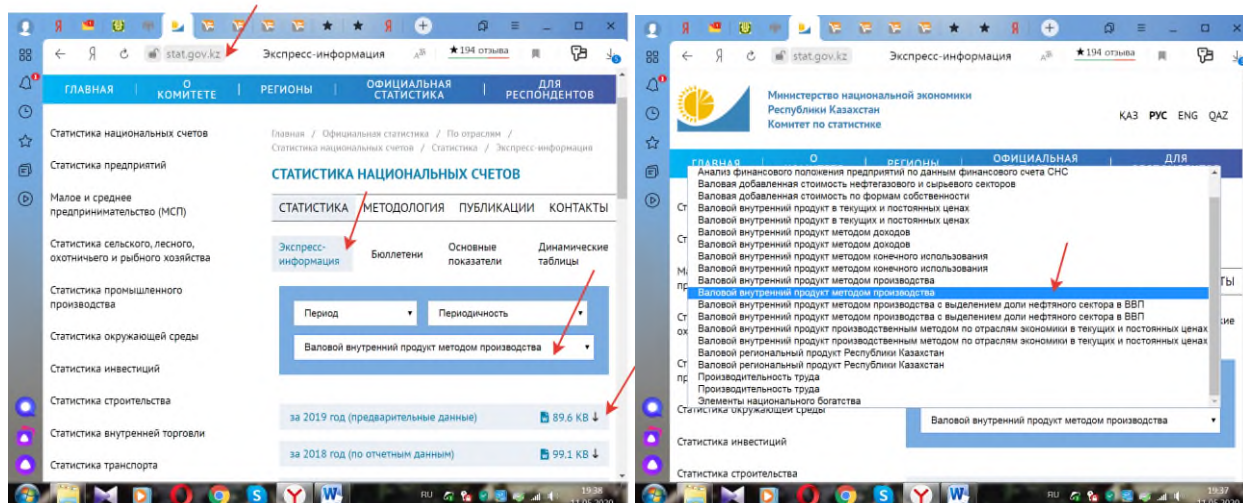 stat.gov.kz
Экспресс-информация
★194 отзыва
ГЛАВНАЯ
О КОМИТЕТЕ
РЕГИОНЫ
ОФИЦИАЛЬНАЯ СТАТИСТИКА
ДЛЯ РЕСПОНДЕНТОВ
Статистика национальных счетов
Статистика предприятий
Малое и среднее
предпринимательство (МСП)
Статистика сельского, лесного,
охотничьего и рыбного хозяйства
Статистика промышленного
производства
Статистика окружающей среды
Статистика инвестиций
Статистика строительства
Статистика внутренней торговли
Статистика транспорта
Главная / Официальная статистика / По отраслям /
Статистика национальных счетов / Статистика / Экспресс-информация
СТАТИСТИКА НАЦИОНАЛЬНЫХ СЧЕТОВ
СТАТИСТИКА МЕТОДОЛОГИЯ ПУБЛИКАЦИИ КОНТАКТЫ
Экспресс-
информация
Бюллетени
Основные
показатели
Динамические
таблицы
Период
Периодичность
Валовой внутренний продукт методом производства
за 2019 год (предварительные данные) 89.6 KB
за 2018 год (по отчетным данным) 99.1 KB
RU
19:38
11.05.2020
stat.gov.kz
Экспресс-информация
★194 отзыва
Министерство национальной экономики
Республики Казахстан
Комитет по статистике
ҚАЗ РУС ENG QAZ
ГЛАВНАЯ
О
РЕГИОНЫ
ОФИЦИАЛЬНАЯ
ДЛЯ
Анализ финансового положения предприятий по данным финансового счета СНС
Валовая добавленная стоимость нефтегазового и сырьевого секторов
Валовая добавленная стоимость по формам собственности
Валовой внутренний продукт в текущих и постоянных ценах
Валовой внутренний продукт в текущих и постоянных ценах
Валовой внутренний продукт методом доходов
Валовой внутренний продукт методом доходов
Валовой внутренний продукт методом конечного использования
Валовой внутренний продукт методом конечного использования
Валовой внутренний продукт методом производства
Валовой внутренний продукт методом производства
Валовой внутренний продукт методом производства с выделением доли нефтяного сектора в ВВП
Валовой внутренний продукт методом производства с выделением доли нефтяного сектора в ВВП
Валовой внутренний продукт производственным методом по отраслям экономики в текущих и постоянных ценах
Валовой внутренний продукт производственным методом по отраслям экономики в текущих и постоянных ценах
Валовой региональный продукт Республики Казахстан
Валовой региональный продукт Республики Казахстан
Производительность труда
Производительность труда
Элементы национального богатства
Статистика окружающей среды
Валовой внутренний продукт методом производства
Статистика инвестиций
Статистика строительства
RU
19:37
11.05.2020